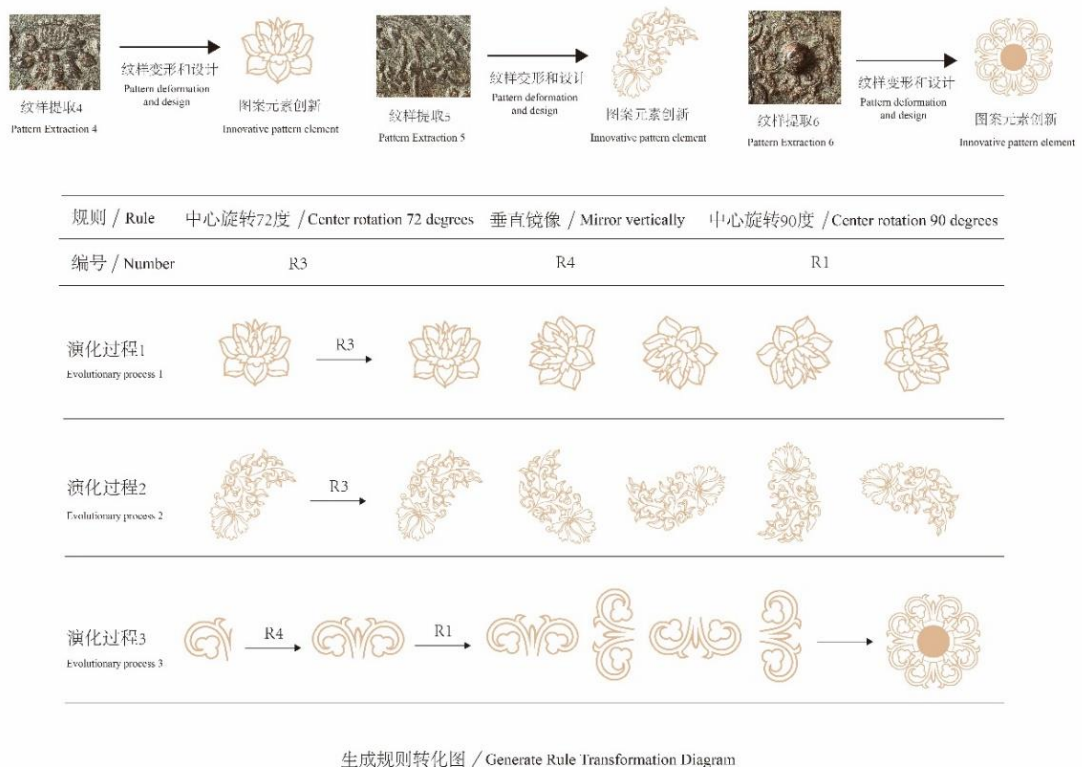 纹样变形和设计
Pattern deformation
and design
纹样提取4
Pattern Extraction 4
图案元素创新
Innovative pattern element
纹样变形和设计
Pattern deformation
and design
纹样提取5
Pattern Extraction 5
图案元素创新
Innovative pattern element
纹样变形和设计
Pattern deformation
and design
纹样提取6
Pattern Extraction 6
图案元素创新
Innovative pattern element
规则 / Rule 中心旋转72度 / Center rotation 72 degrees 垂直镜像 / Mirror vertically 中心旋转90度 / Center rotation 90 degrees
编号 / Number R3 R4 R1
演化过程1
Evolutionary process 1
R3
演化过程2
Evolutionary process 2
R3
演化过程3
Evolutionary process 3
R4
R1
生成规则转化图 / Generate Rule Transformation Diagram